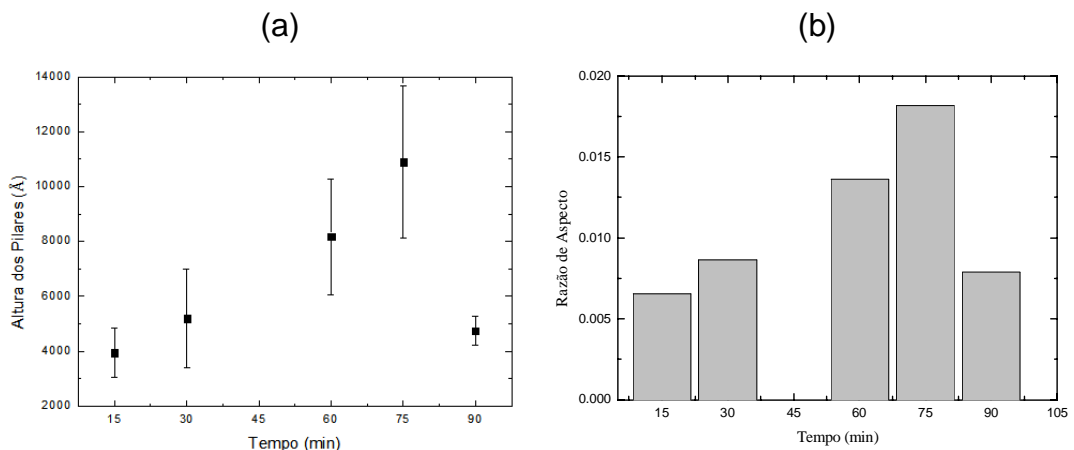 (a)
(b)
14000
12000
10000
8000
6000
4000
2000
Altura dos Pilares (Å)
15 30 45 60 75 90
Tempo (min)
0.020
0.015
0.010
0.005
0.000
Razão de Aspecto
15 30 45 60 75 90 105
Tempo (min)